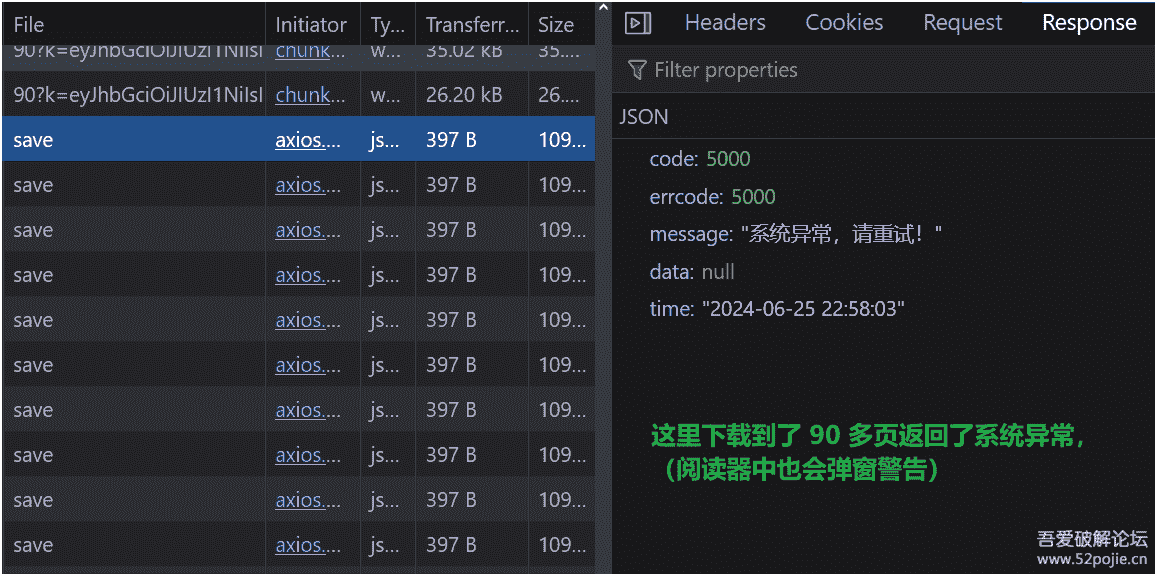 File Initiator Ty... Transferr... Size
90?k=eyJhbGciOiJIUzI1NiIsI chunk... w... 35.02 kB 35....
90?k=eyJhbGciOiJIUzI1NiIsI chunk... w... 26.20 kB 26....
save axios.... js... 397 B 109...
save axios.... js... 397 B 109...
save axios.... js... 397 B 109...
save axios.... js... 397 B 109...
save axios.... js... 397 B 109...
save axios.... js... 397 B 109...
save axios.... js... 397 B 109...
save axios.... js... 397 B 109...
save axios.... js... 397 B 109...
save axios.... js... 397 B 109...
Headers Cookies Request Response
Filter properties
JSON
code: 5000
errcode: 5000
message: "系统异常，请重试！"
data: null
time: "2024-06-25 22:58:03"
这里下载到了 90 多页返回了系统异常，
（阅读器中也会弹窗警告）
吾爱破解论坛
www.52pojie.cn